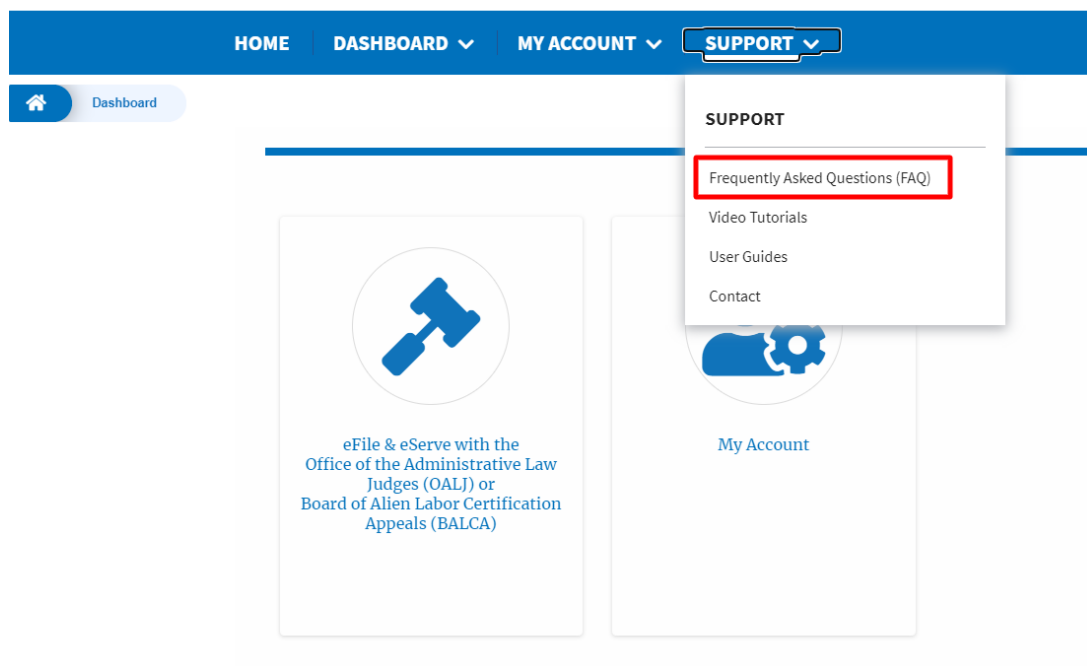 HOME DASHBOARD MY ACCOUNT SUPPORT
Dashboard
SUPPORT
Frequently Asked Questions (FAQ)
Video Tutorials
User Guides
Contact
eFile & eServe with the
Office of the Administrative Law
Judges (OALJ) or
Board of Alien Labor Certification
Appeals (BALCA)
My Account